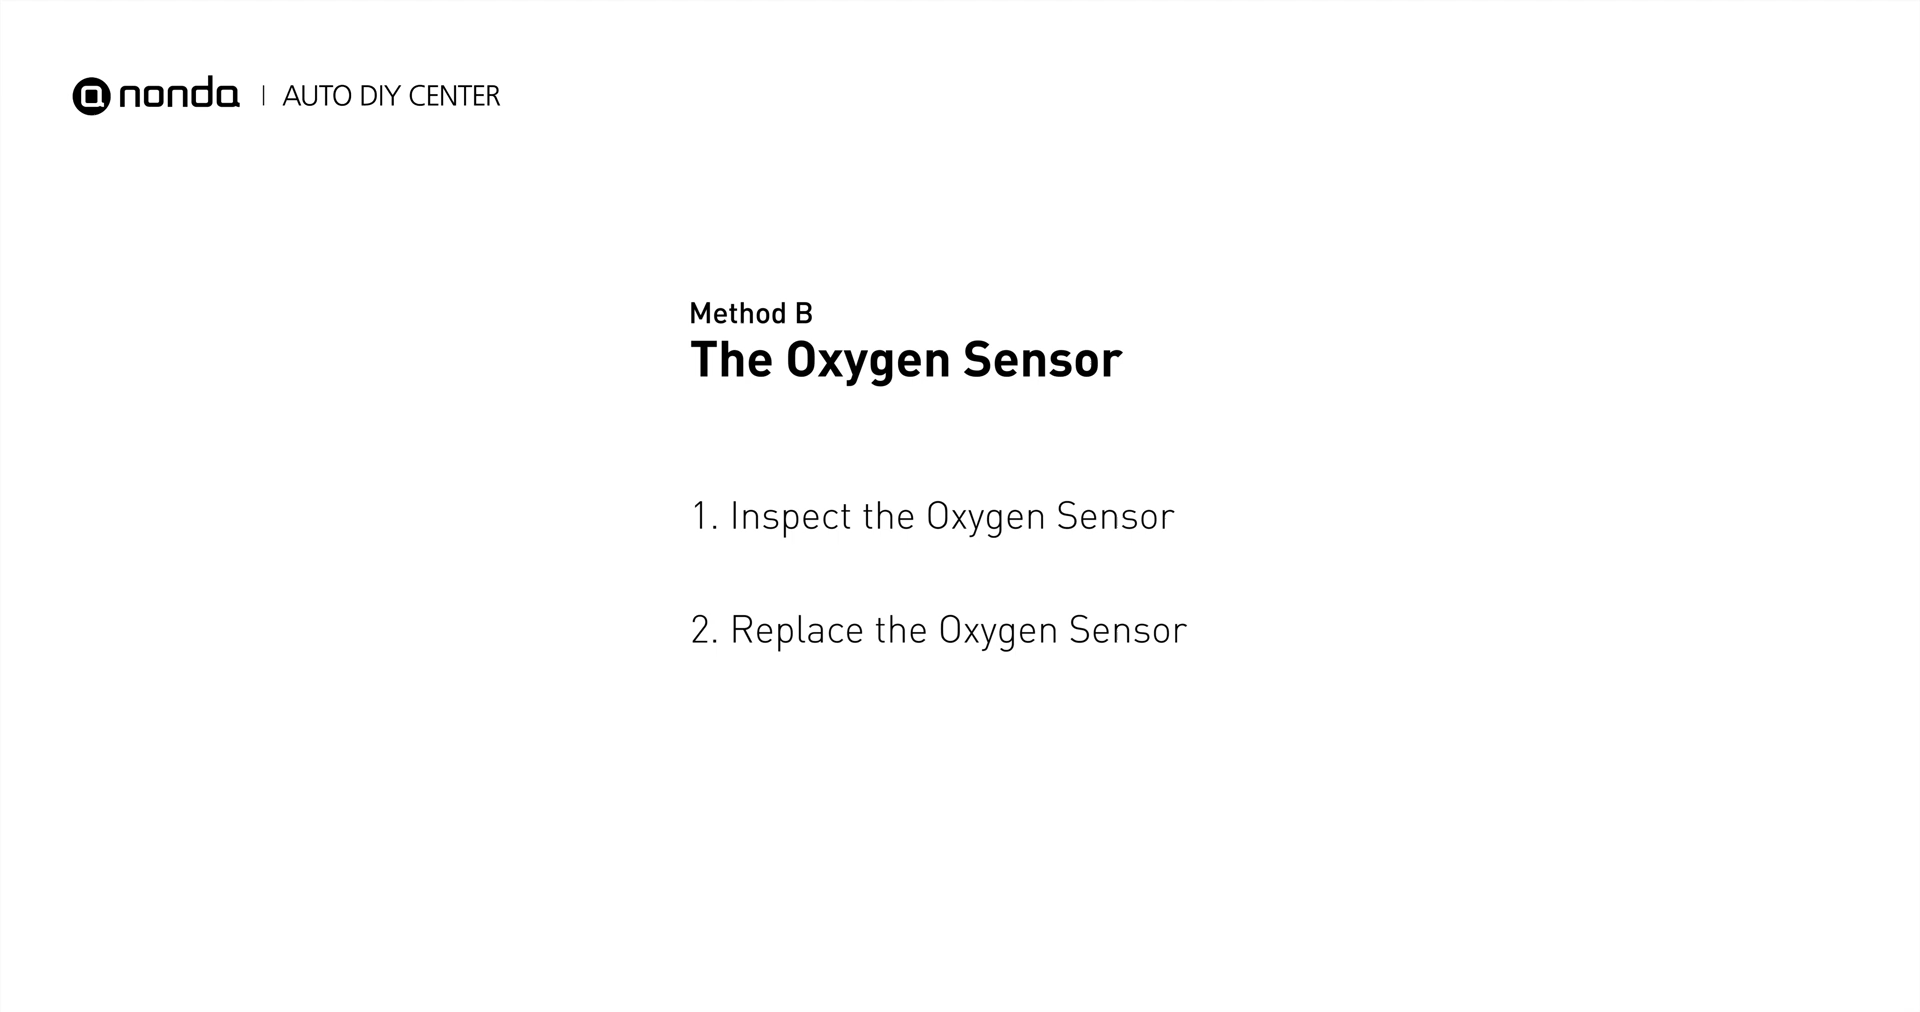 nonda | AUTO DIY CENTER
Method B
The Oxygen Sensor
1. Inspect the Oxygen Sensor
2. Replace the Oxygen Sensor